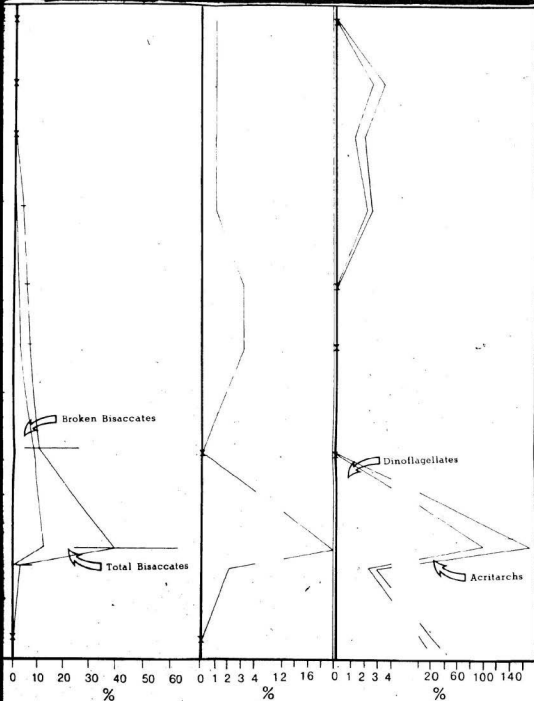 Broken Bisaccates
Dinoflagellates
Total Bisaccates
Acritarchs
0 10 20 30 40 50 60
0 1 2 3 4 12 16
0 1 2 3 4 20 60 100 140
%
%
%